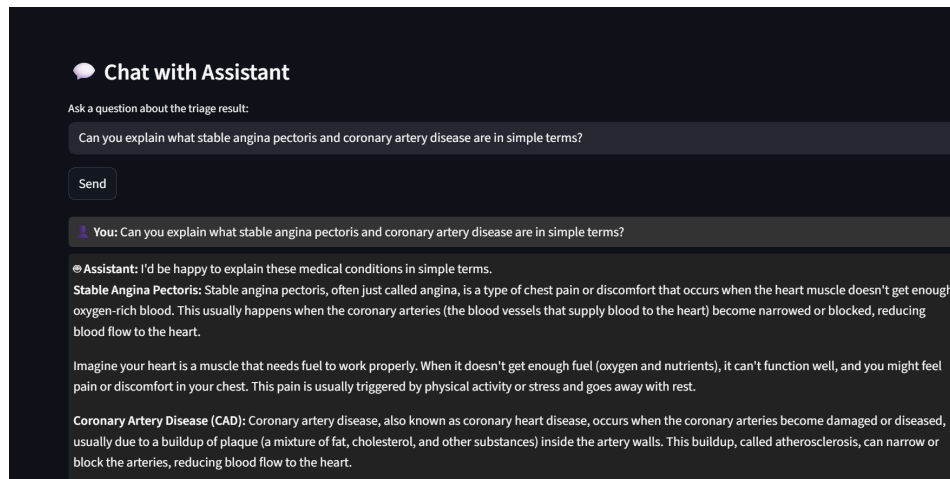 Chat with Assistant
Ask a question about the triage result:
Can you explain what stable angina pectoris and coronary artery disease are in simple terms?
Send
You: Can you explain what stable angina pectoris and coronary artery disease are in simple terms?
Assistant: I'd be happy to explain these medical conditions in simple terms.
Stable Angina Pectoris: Stable angina pectoris, often just called angina, is a type of chest pain or discomfort that occurs when the heart muscle doesn't get enough
oxygen-rich blood. This usually happens when the coronary arteries (the blood vessels that supply blood to the heart) become narrowed or blocked, reducing
blood flow to the heart.
Imagine your heart is a muscle that needs fuel to work properly. When it doesn't get enough fuel (oxygen and nutrients), it can't function well, and you might feel
pain or discomfort in your chest. This pain is usually triggered by physical activity or stress and goes away with rest.
Coronary Artery Disease (CAD): Coronary artery disease, also known as coronary heart disease, occurs when the coronary arteries become damaged or diseased,
usually due to a buildup of plaque (a mixture of fat, cholesterol, and other substances) inside the artery walls. This buildup, called atherosclerosis, can narrow or
block the arteries, reducing blood flow to the heart.